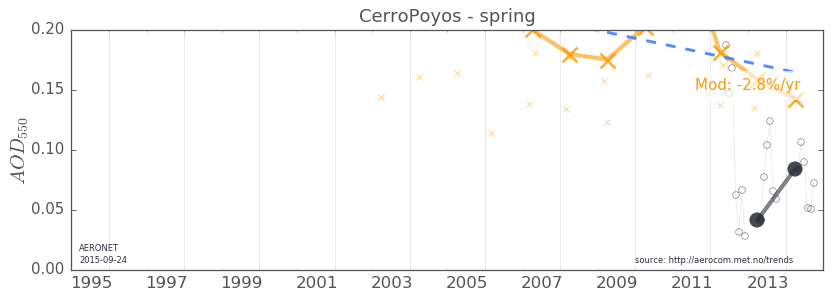 CerroPoyos - spring
0.20
0.15
0.10
0.05
0.00
AOD550
Mod: -2.8%/yr
AERONET
2015-09-24
source: http://aerocom.met.no/trends
1995 1997 1999 2001 2003 2005 2007 2009 2011 2013